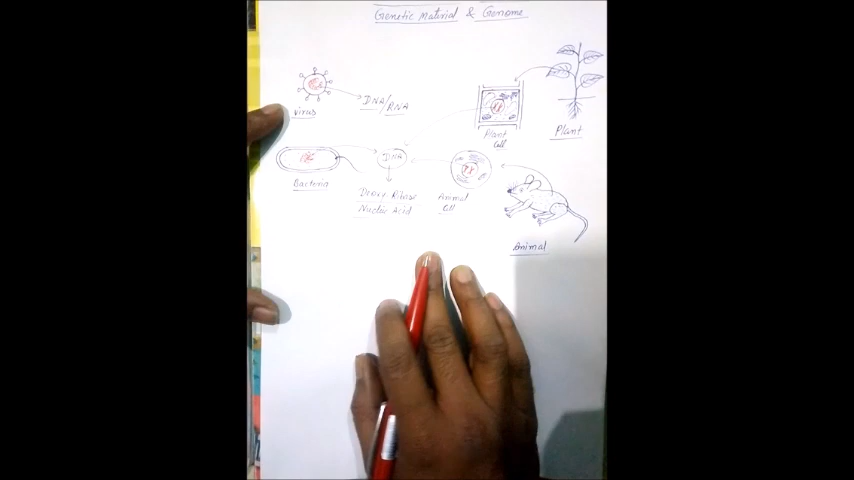 Genetic Material & Genome
Virus
DNA/RNA
Plant
Cell
Plant
Bacteria
DNA
Deoxy Ribose
Nucleic Acid
Animal
Cell
Animal